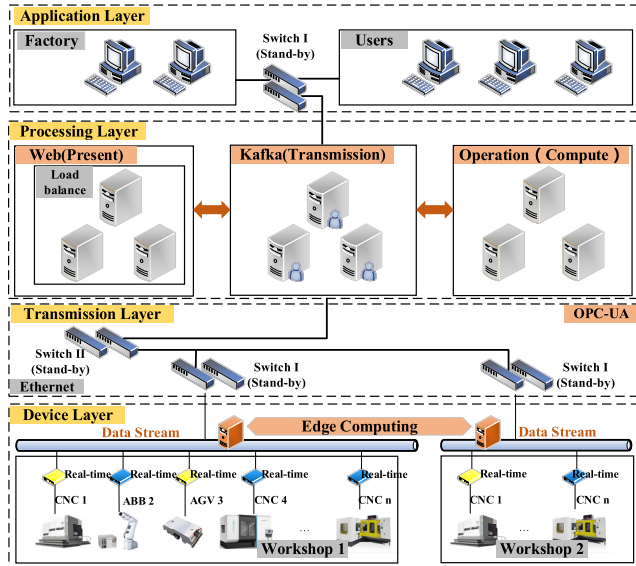 Application Layer
Factory
Switch I
(Stand-by)
Users
Processing Layer
Web(Present)
Load
balance
Kafka(Transmission)
Operation ( Compute )
Transmission Layer
OPC-UA
Switch II
(Stand-by)
Switch I
(Stand-by)
Switch I
(Stand-by)
Ethernet
Device Layer
Data Stream
Edge Computing
Data Stream
Real-time
Real-time
Real-time
Real-time
Real-time
Real-time
Real-time
CNC 1
ABB 2
AGV 3
CNC 4
CNC n
CNC 1
CNC n
...
...
Workshop 1
Workshop 2